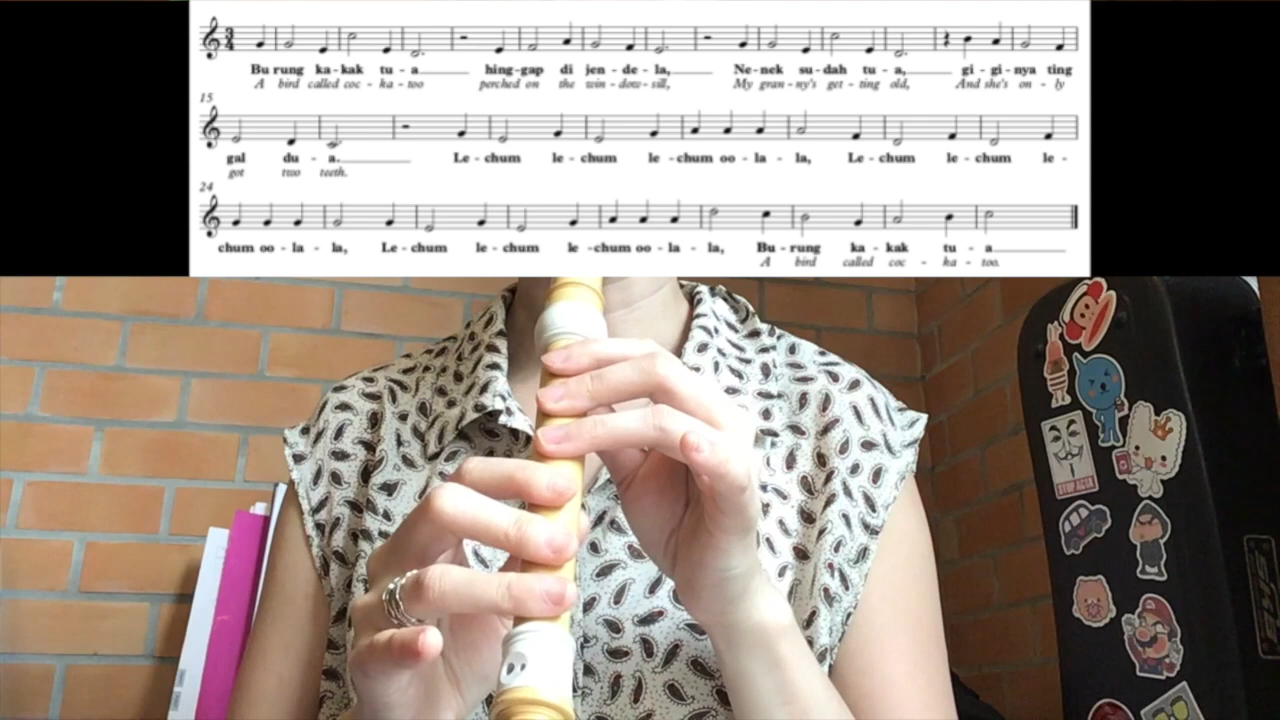 3
4
Bu rung ka-kak tu - a hing-gap di jen - de - la, Ne-nek su-dah tu - a, gi - gi-nya ting
A bird called coc - ka - too perched on the win - dow - sill, My gran - ny's get - ting old, And she's on - ly
15
gal du - a. Le - chum le - chum le - chum oo - la - la, Le - chum le - chum le -
got two teeth.
24
chum oo - la - la, Le - chum le - chum le -chum oo - la - la, Bu - rung ka - kak tu - a
A bird called coc - ka - too.